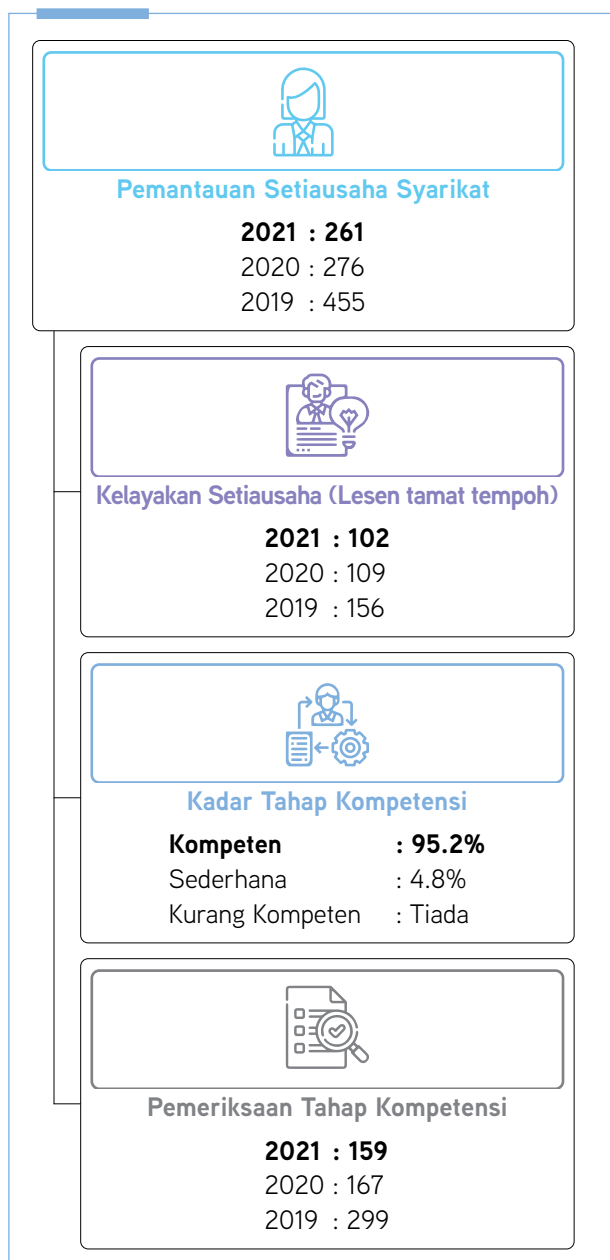 Pemantauan Setiausaha Syarikat
2021 : 261
2020 : 276
2019 : 455
Kelayakan Setiausaha (Lesen tamat tempoh)
2021 : 102
2020 : 109
2019 : 156
Kadar Tahap Kompetensi
Kompeten : 95.2%
Sederhana : 4.8%
Kurang Kompeten : Tiada
Pemeriksaan Tahap Kompetensi
2021 : 159
2020 : 167
2019 : 299